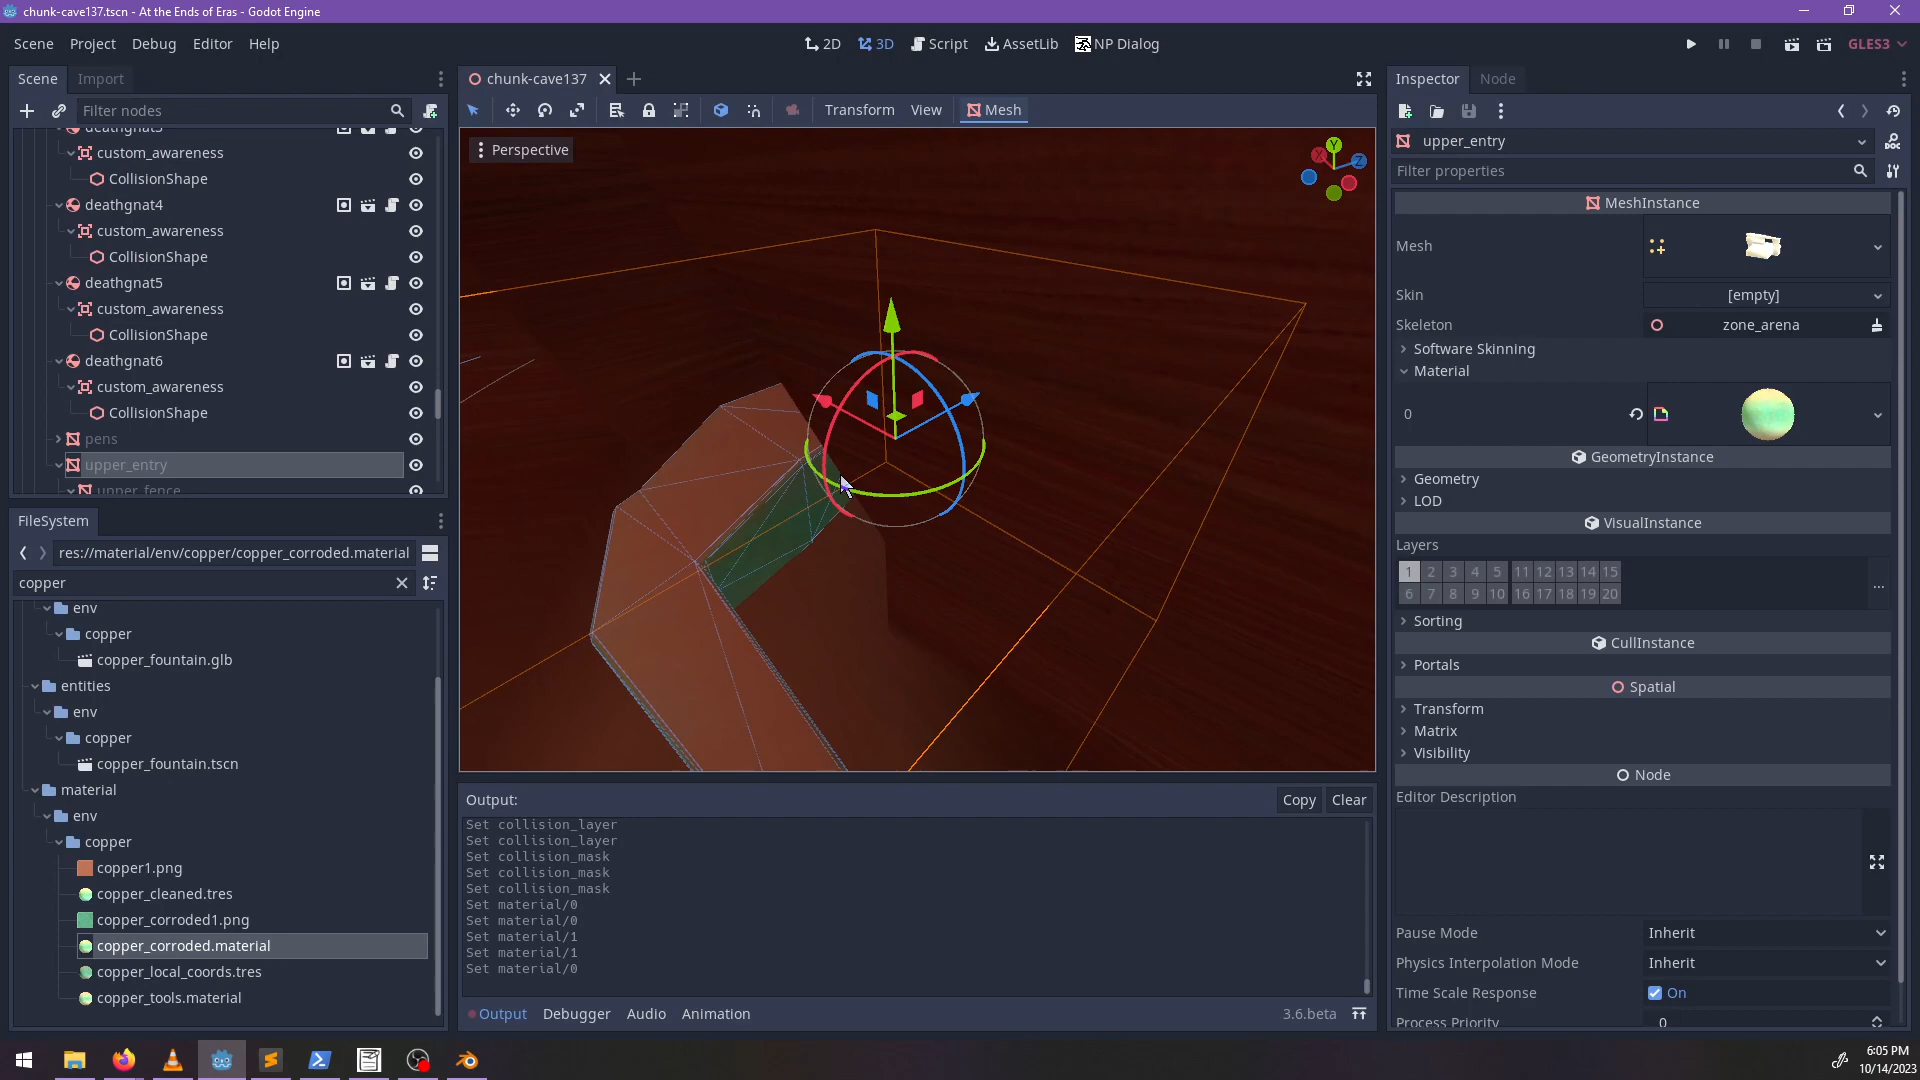 chunk-cave137.tscn - At the Ends of Eras - Godot Engine
Scene Project Debug Editor Help
2D 3D Script AssetLib NP Dialog
GLES3
Scene Import
Filter nodes
deathgnat3
custom_awareness
CollisionShape
deathgnat4
custom_awareness
CollisionShape
deathgnat5
custom_awareness
CollisionShape
deathgnat6
custom_awareness
CollisionShape
pens
upper_entry
upper_fence
FileSystem
res://material/env/copper/copper_corroded.material
copper
env
copper
copper_fountain.glb
entities
env
copper
copper_fountain.tscn
material
env
copper
copper1.png
copper_cleaned.tres
copper_corroded1.png
copper_corroded.material
copper_local_coords.tres
copper_tools.material
chunk-cave137
Transform View Mesh
Perspective
Y
Z
Output:
Copy Clear
Set collision_layer
Set collision_layer
Set collision_mask
Set collision_mask
Set collision_mask
Set material/0
Set material/0
Set material/1
Set material/1
Set material/0
Output Debugger Audio Animation
3.6.beta
Inspector Node
upper_entry
Filter properties
MeshInstance
Mesh
Skin [empty]
Skeleton zone_arena
Software Skinning
Material
0
GeometryInstance
Geometry
LOD
VisualInstance
Layers
1 2 3 4 5 11 12 13 14 15
6 7 8 9 10 16 17 18 19 20
...
Sorting
CullInstance
Portals
Spatial
Transform
Matrix
Visibility
Node
Editor Description
Pause Mode Inherit
Physics Interpolation Mode Inherit
Time Scale Response On
Process Priority 0
6:05 PM
10/14/2023